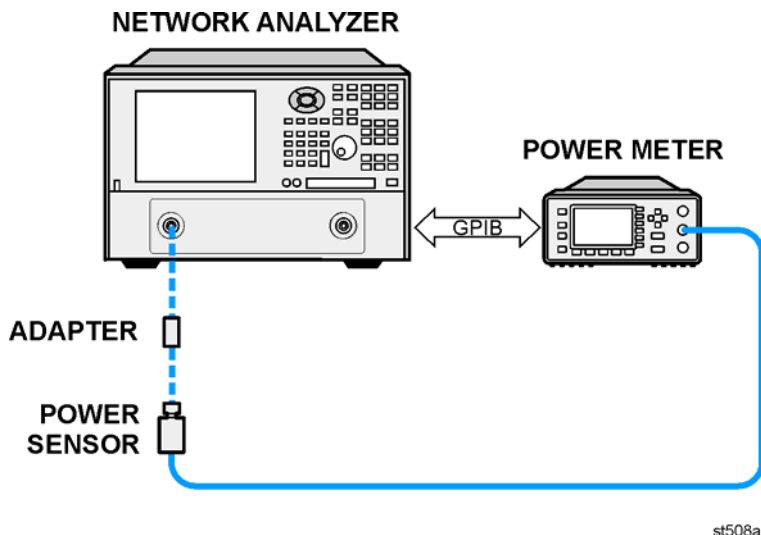 NETWORK ANALYZER
POWER METER
GPIB
ADAPTER
POWER
SENSOR
st508a